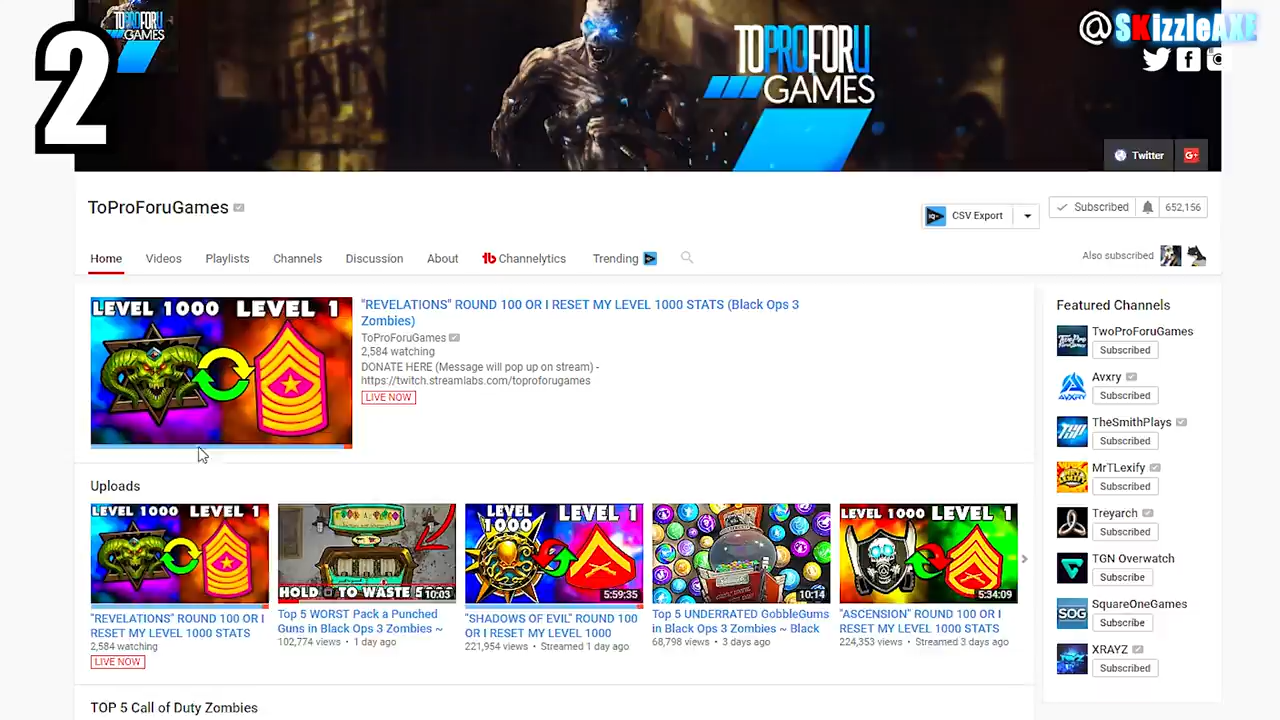 2
TOPROFORU
GAMES
@SKizzleAXE
TOPROFORU
GAMES
Twitter
G+
ToProForuGames
CSV Export
Subscribed
652,156
Home
Videos
Playlists
Channels
Discussion
About
Channelytics
Trending
Also subscribed
LEVEL 1000 LEVEL 1
"REVELATIONS" ROUND 100 OR I RESET MY LEVEL 1000 STATS (Black Ops 3
Zombies)
ToProForuGames
2,584 watching
DONATE HERE (Message will pop up on stream) -
https://twitch.streamlabs.com/toproforugames
LIVE NOW
Uploads
LEVEL 1000 LEVEL 1
"REVELATIONS" ROUND 100 OR I
RESET MY LEVEL 1000 STATS
2,584 watching
LIVE NOW
HOLD TO WASTE 5
10:03
Top 5 WORST Pack a Punched
Guns in Black Ops 3 Zombies ~
102,774 views • 1 day ago
LEVEL
1000
LEVEL 1
5:59:35
"SHADOWS OF EVIL" ROUND 100
OR I RESET MY LEVEL 1000
221,954 views • Streamed 1 day ago
10:14
Top 5 UNDERRATED GobbleGums
in Black Ops 3 Zombies ~ Black
68,798 views • 3 days ago
LEVEL 1000 LEVEL 1
5:34:09
"ASCENSION" ROUND 100 OR I
RESET MY LEVEL 1000 STATS
224,353 views • Streamed 3 days ago
TOP 5 Call of Duty Zombies
Featured Channels
TwoProForuGames
Subscribed
AVXRY
Avxry
Subscribed
TSP
TheSmithPlays
Subscribed
MrTLexify
Subscribed
Treyarch
Subscribed
TGN Overwatch
Subscribe
SOG
SquareOneGames
Subscribe
XRAYZ
Subscribed